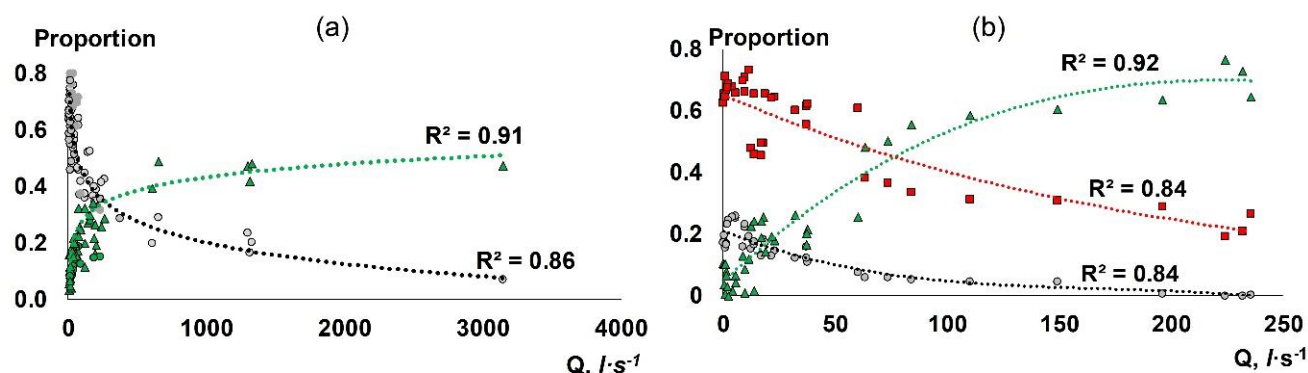 (a)
Proportion
0.8
0.6
0.4
0.2
0.0
R² = 0.91
R² = 0.86
0
1000
2000
3000
4000
Q, l·s⁻¹
(b)
Proportion
0.8
0.6
0.4
0.2
0
R² = 0.92
R² = 0.84
R² = 0.84
0
50
100
150
200
250
Q, l·s⁻¹